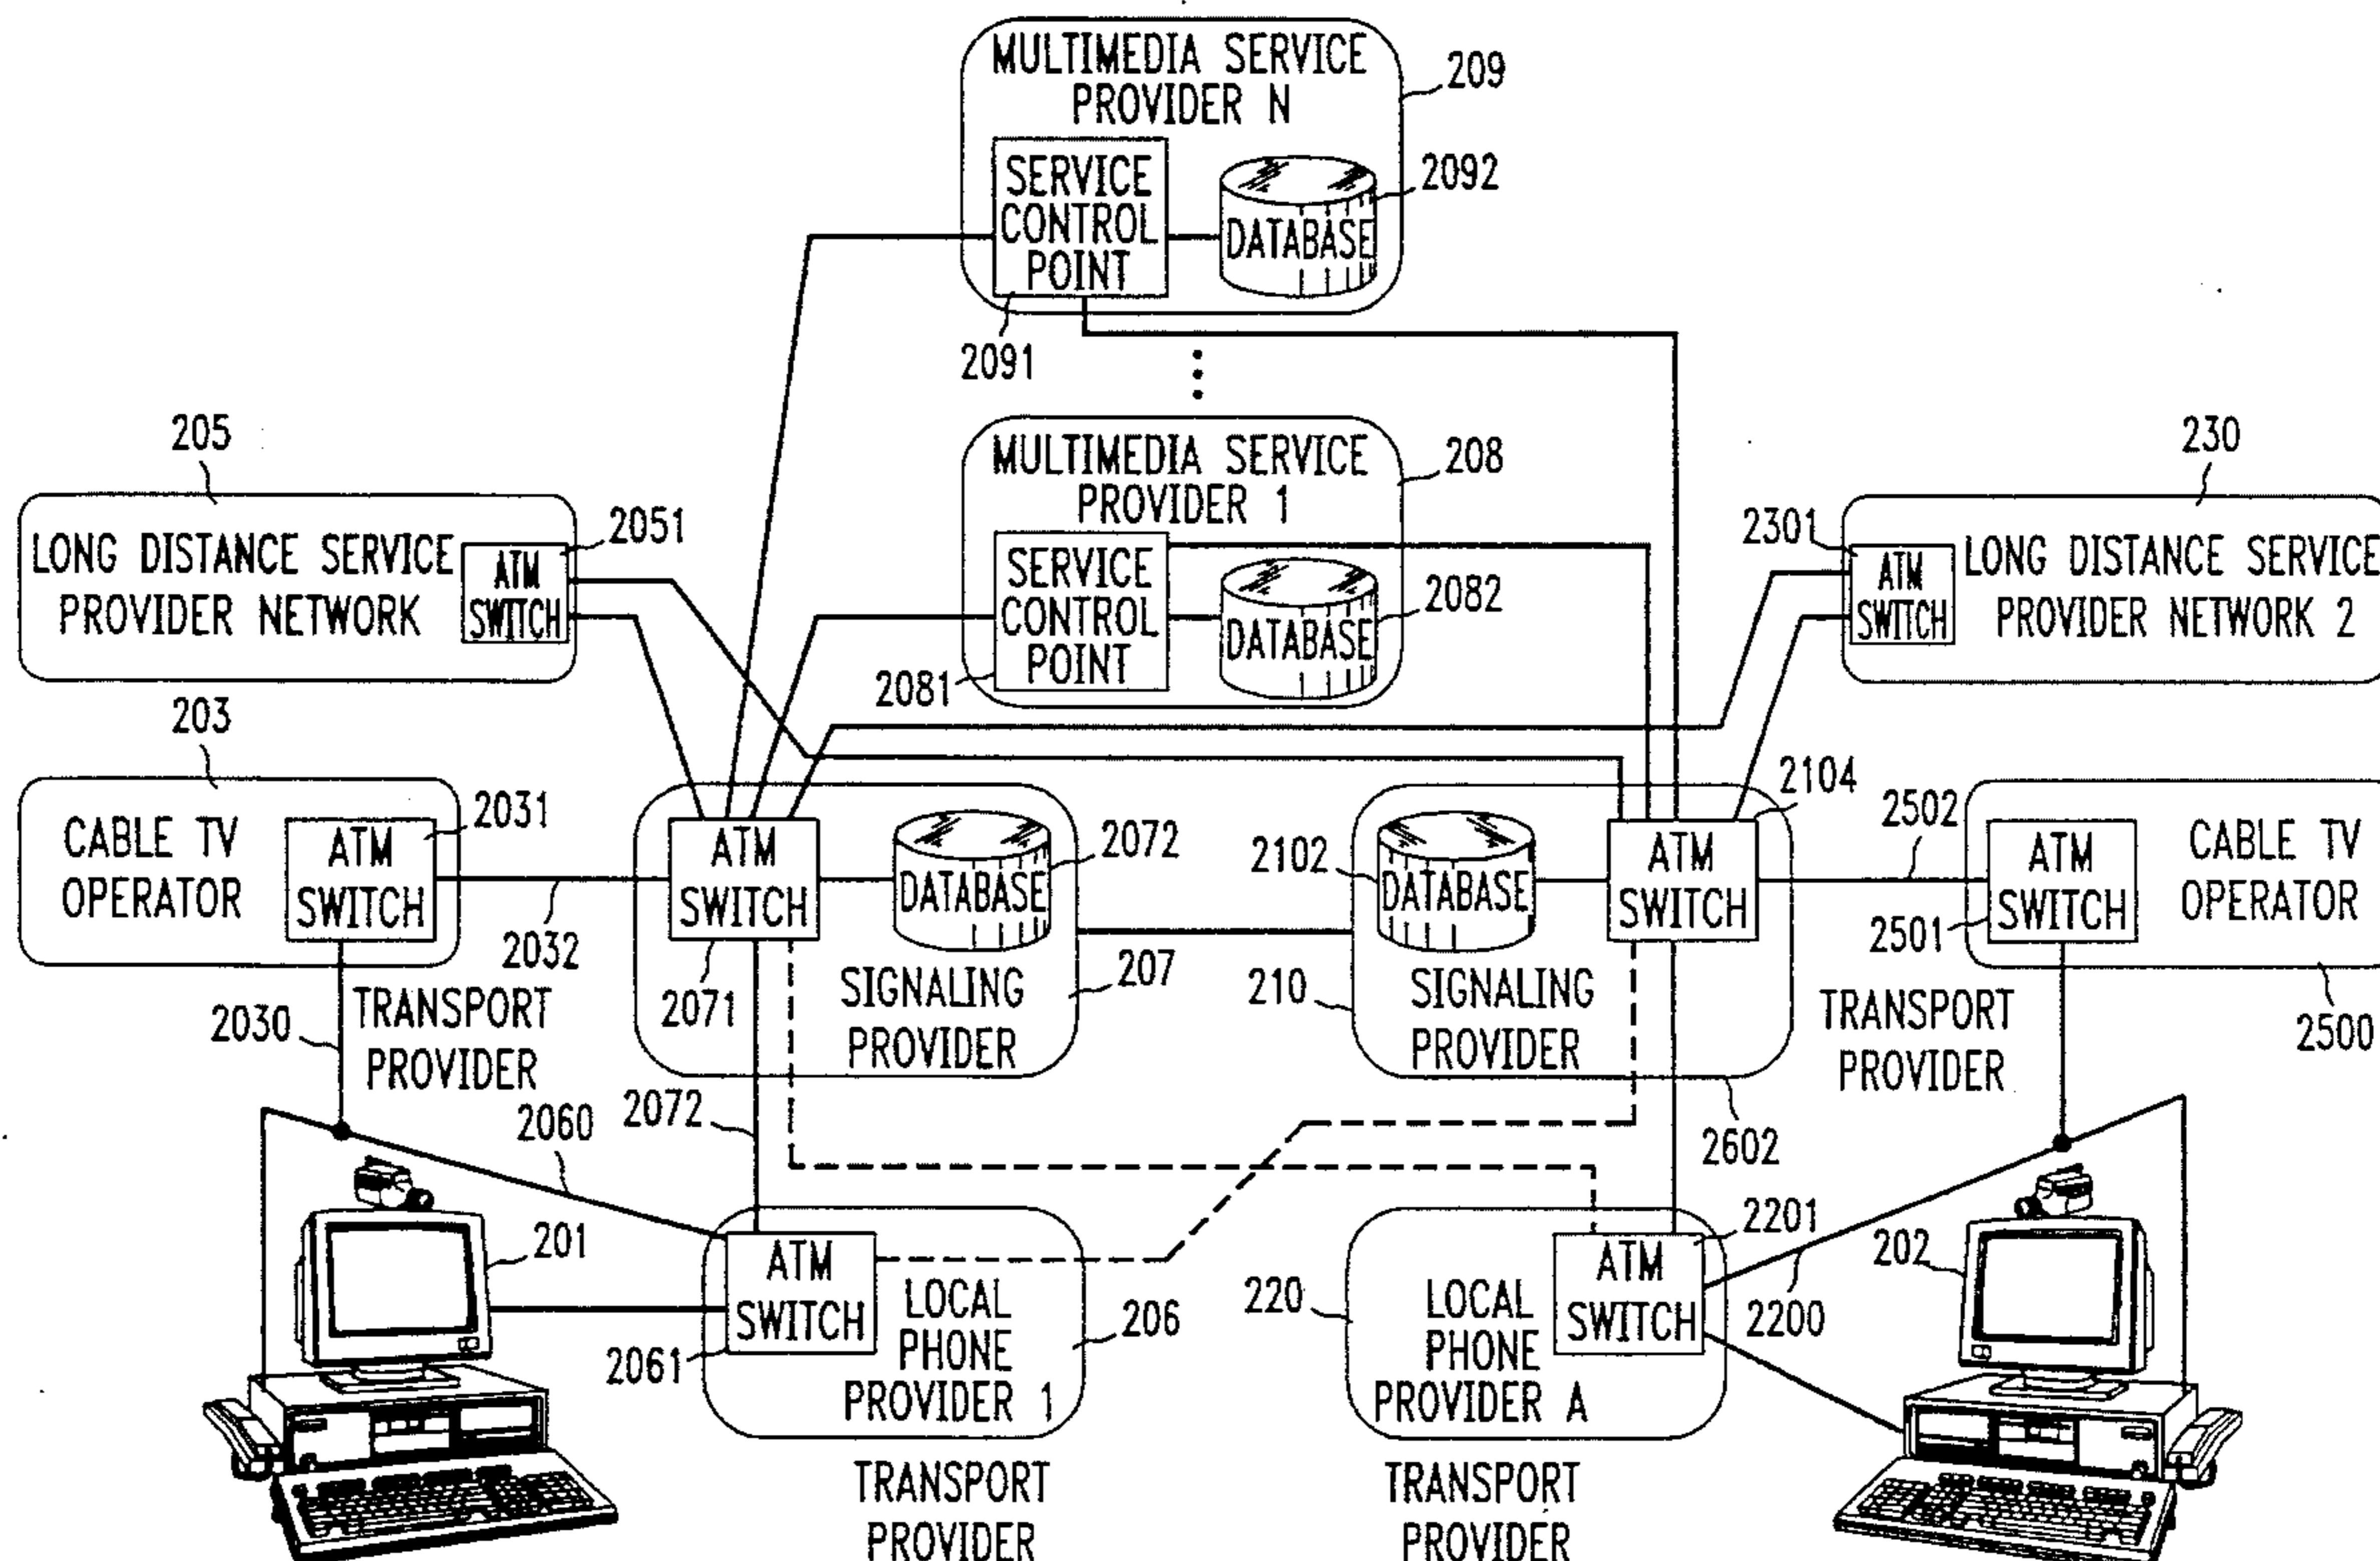 MULTIMEDIA SERVICE
PROVIDER N
209
SERVICE
CONTROL
POINT
DATABASE
2092
2091
MULTIMEDIA SERVICE
PROVIDER 1
208
SERVICE
CONTROL
POINT
DATABASE
2082
2081
205
LONG DISTANCE SERVICE
PROVIDER NETWORK
ATM
SWITCH
2051
230
2301
ATM
SWITCH
LONG DISTANCE SERVICE
PROVIDER NETWORK 2
203
CABLE TV
OPERATOR
ATM
SWITCH
2031
2032
2030
TRANSPORT
PROVIDER
ATM
SWITCH
2071
DATABASE
2072
SIGNALING
PROVIDER
207
2102
DATABASE
ATM
SWITCH
2104
210
SIGNALING
PROVIDER
2602
2502
ATM
SWITCH
2501
CABLE TV
OPERATOR
2500
TRANSPORT
PROVIDER
2060
2072
201
ATM
SWITCH
2061
LOCAL
PHONE
PROVIDER 1
206
TRANSPORT
PROVIDER
220
LOCAL
PHONE
PROVIDER A
ATM
SWITCH
2201
2200
202
TRANSPORT
PROVIDER